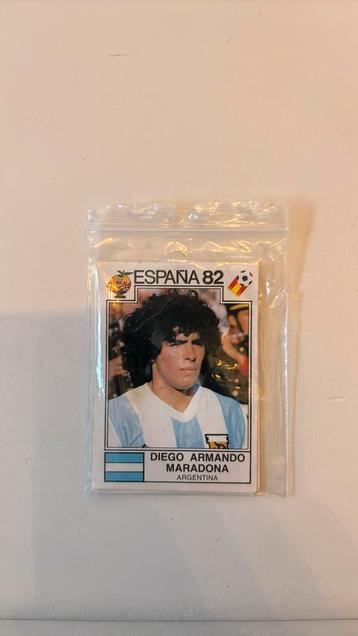 ESPAÑA 82
DIEGO ARMANDO
MARADONA
ARGENTINA